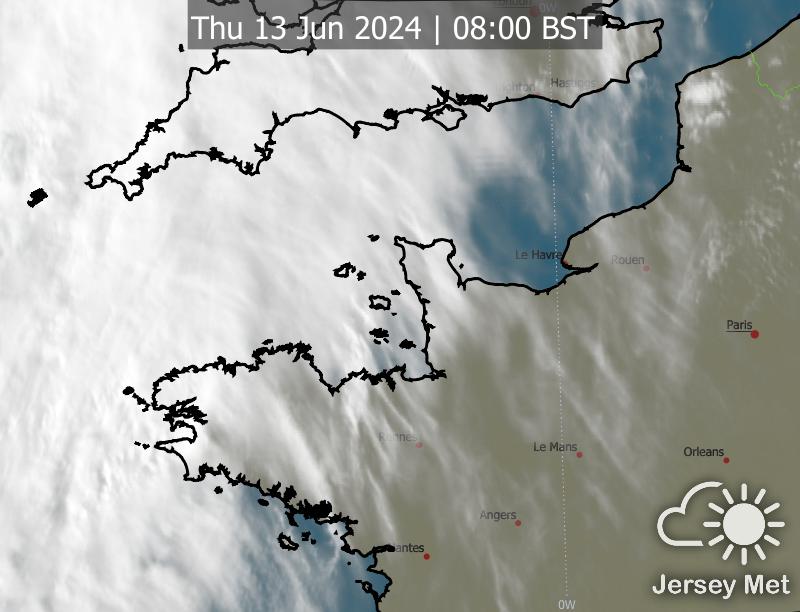 London
0W
Thu 13 Jun 2024 | 08:00 BST
Hastings
Le Havre
Rouen
Paris
Rennes
Le Mans
Orleans
Angers
Nantes
Jersey Met
0W